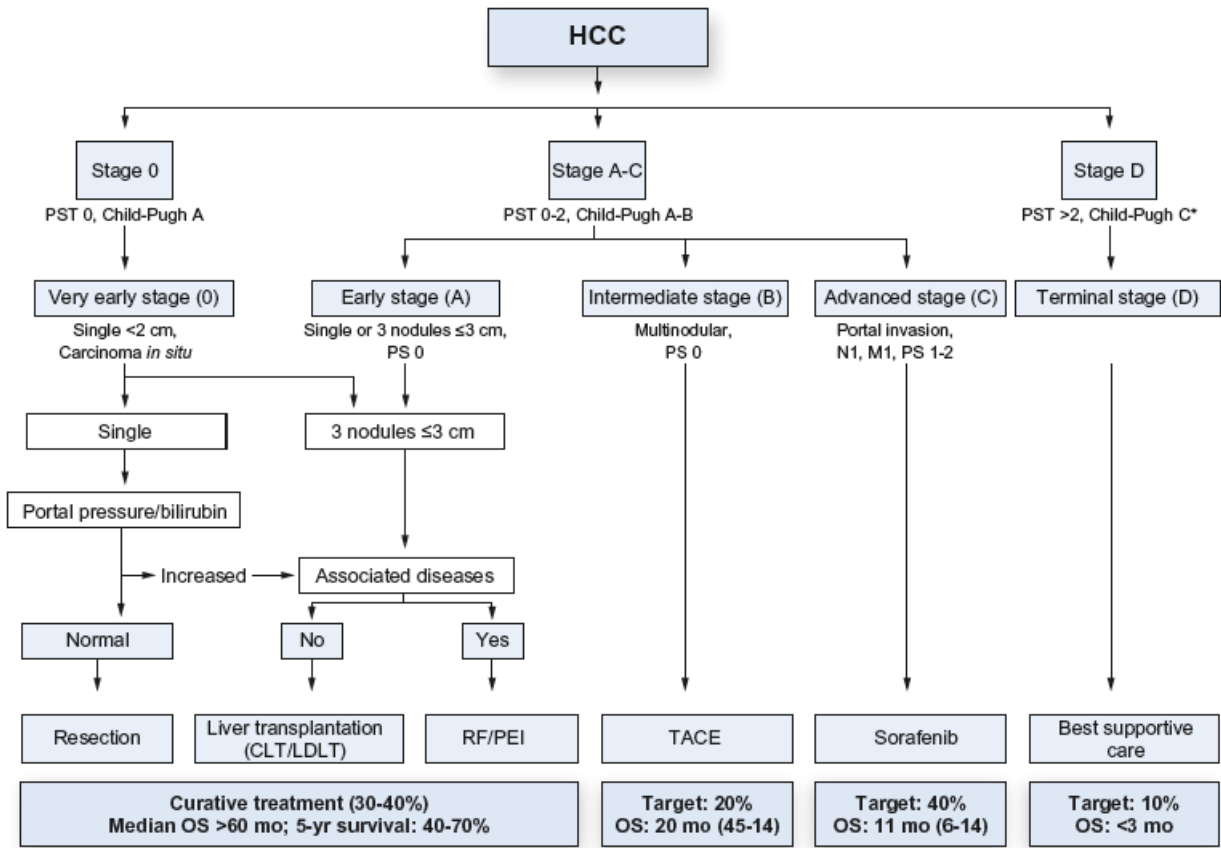 HCC
Stage 0
Stage A-C
Stage D
PST 0, Child-Pugh A
PST 0-2, Child-Pugh A-B
PST >2, Child-Pugh C*
Very early stage (0)
Early stage (A)
Intermediate stage (B)
Advanced stage (C)
Terminal stage (D)
Single <2 cm,
Carcinoma in situ
Single or 3 nodules ≤3 cm,
PS 0
Multinodular,
PS 0
Portal invasion,
N1, M1, PS 1-2
Single
3 nodules ≤3 cm
Portal pressure/bilirubin
Increased
Associated diseases
Normal
No
Yes
Resection
Liver transplantation
(CLT/LDLT)
RF/PEI
TACE
Sorafenib
Best supportive
care
Curative treatment (30-40%)
Median OS >60 mo; 5-yr survival: 40-70%
Target: 20%
OS: 20 mo (45-14)
Target: 40%
OS: 11 mo (6-14)
Target: 10%
OS: <3 mo